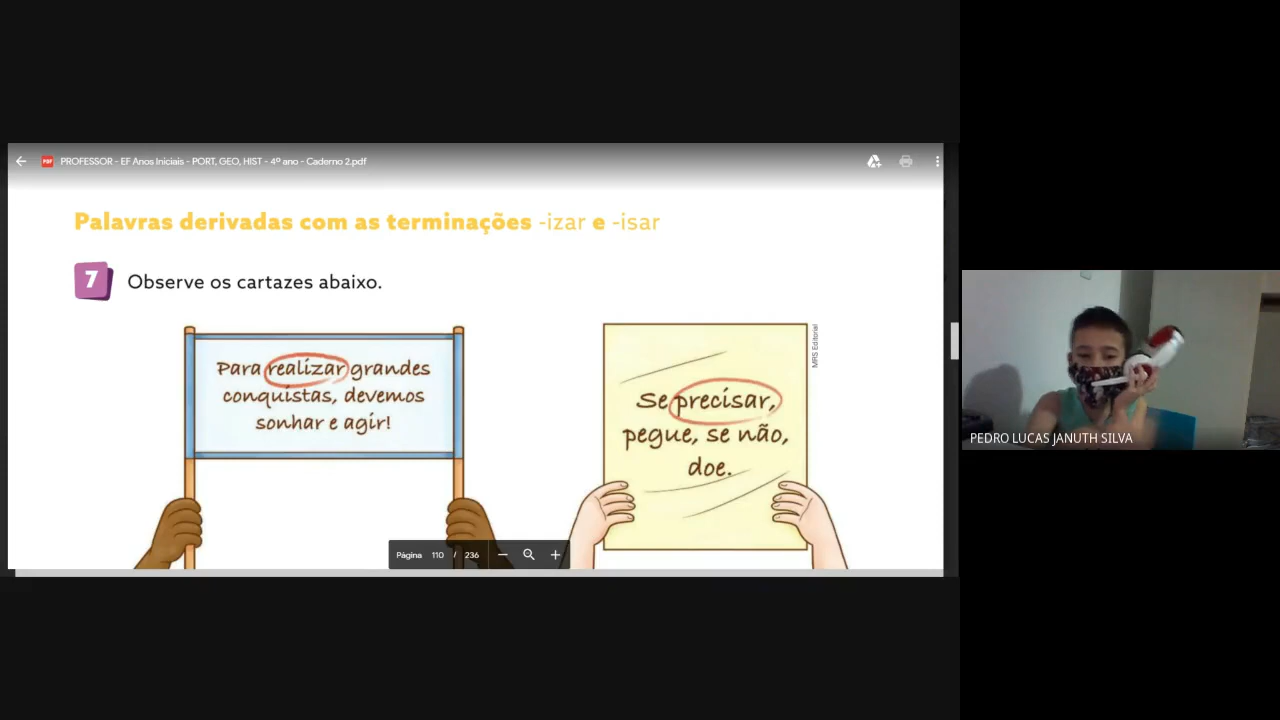 PROFESSOR - EF Anos Iniciais - PORT, GEO, HIST - 4º ano - Caderno 2.pdf
Palavras derivadas com as terminações -izar e -isar
7 Observe os cartazes abaixo.
Para realizar grandes
conquistas, devemos
sonhar e agir!
Se precisar,
pegue, se não,
doe.
MRS Editorial
PEDRO LUCAS JANUTH SILVA
Página 110 / 236